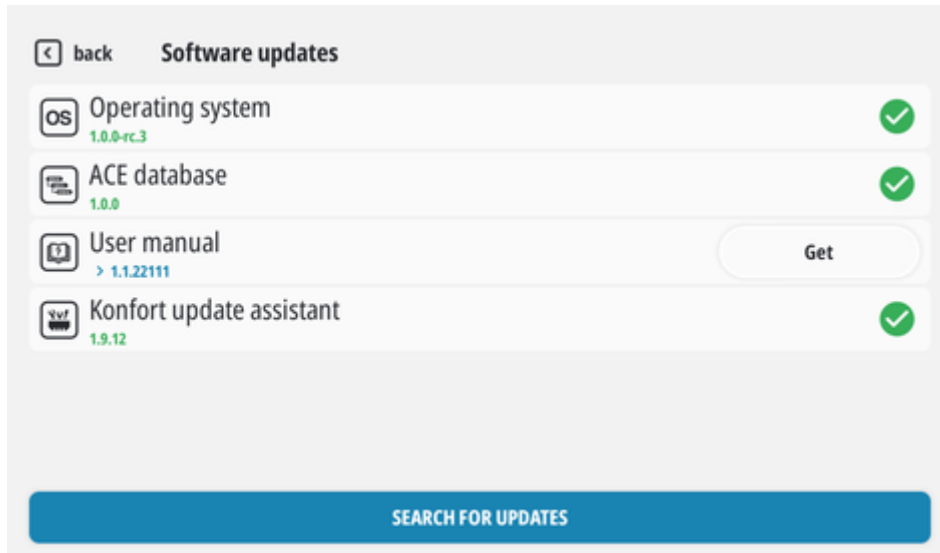 back Software updates
OS Operating system
1.0.0-rc.3
ACE database
1.0.0
User manual
> 1.1.22111
Get
Konfort update assistant
1.9.12
SEARCH FOR UPDATES